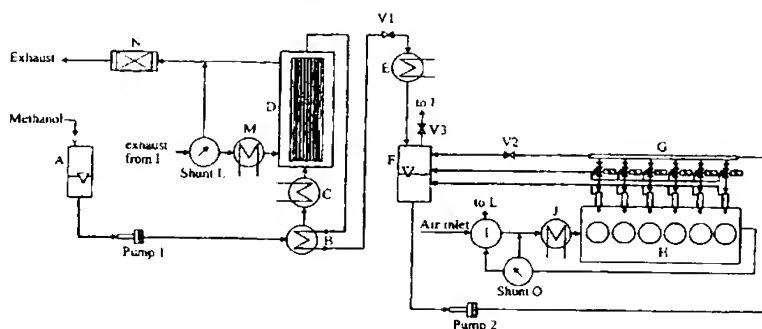 V1
N
Exhaust
E
D
to I
Methanol
M
V3
exhaust
from I
V2
G
A
F
Shunt L
C
to L
J
Air inlet
I
B
Pump 1
H
Shunt O
Pump 2